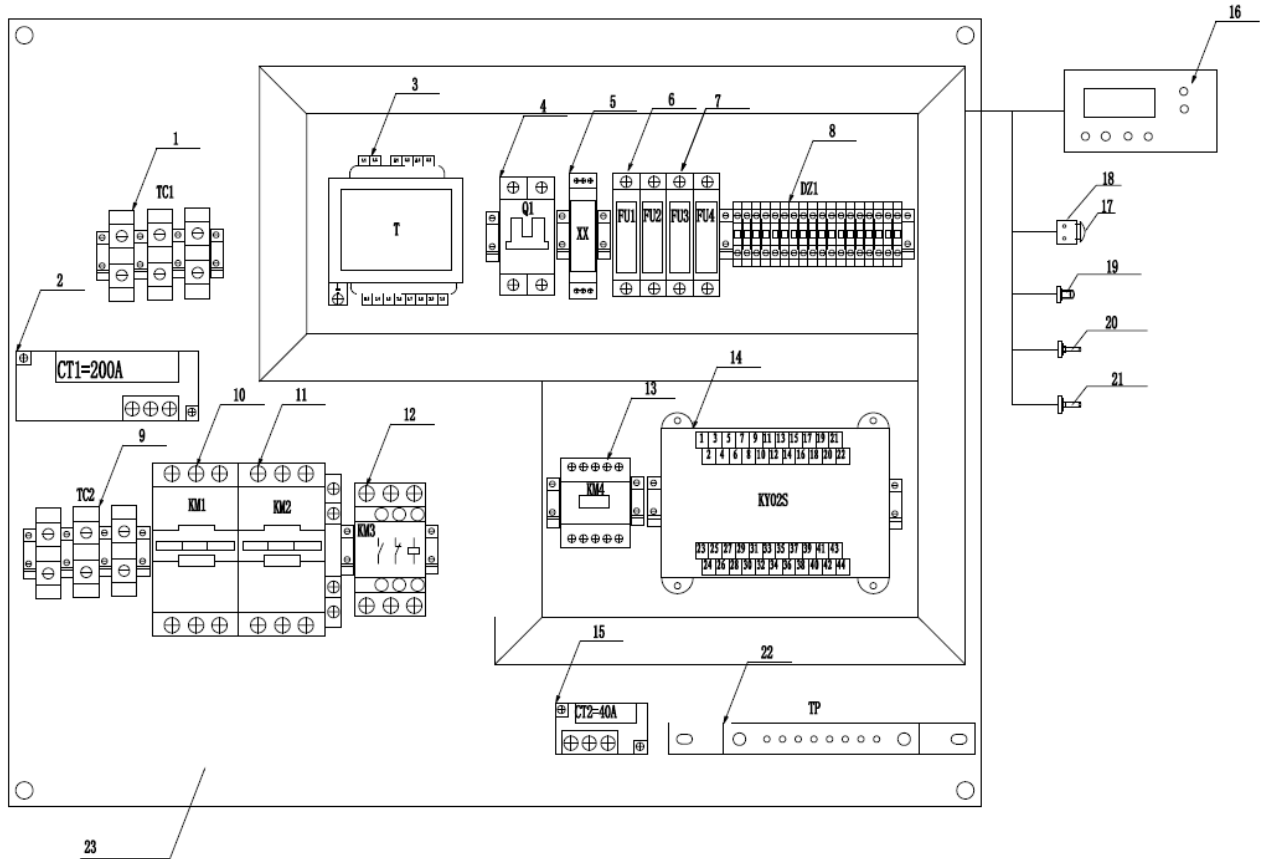 16
3
4
5
6
7
8
1
TC1
DZ1
18
17
Q1
FU1
FU2
FU3
FU4
T
XX
19
2
20
14
CT1=200A
21
10
11
13
12
9
1 3 5 7 9 11 13 15 17 19 21
2 4 6 8 10 12 14 16 18 20 22
TC2
KM1
KM2
KM4
KY02S
KM3
23 25 27 29 31 33 35 37 39 41 43
24 26 28 30 32 34 36 38 40 42 44
15
22
CT2=40A
TP
23